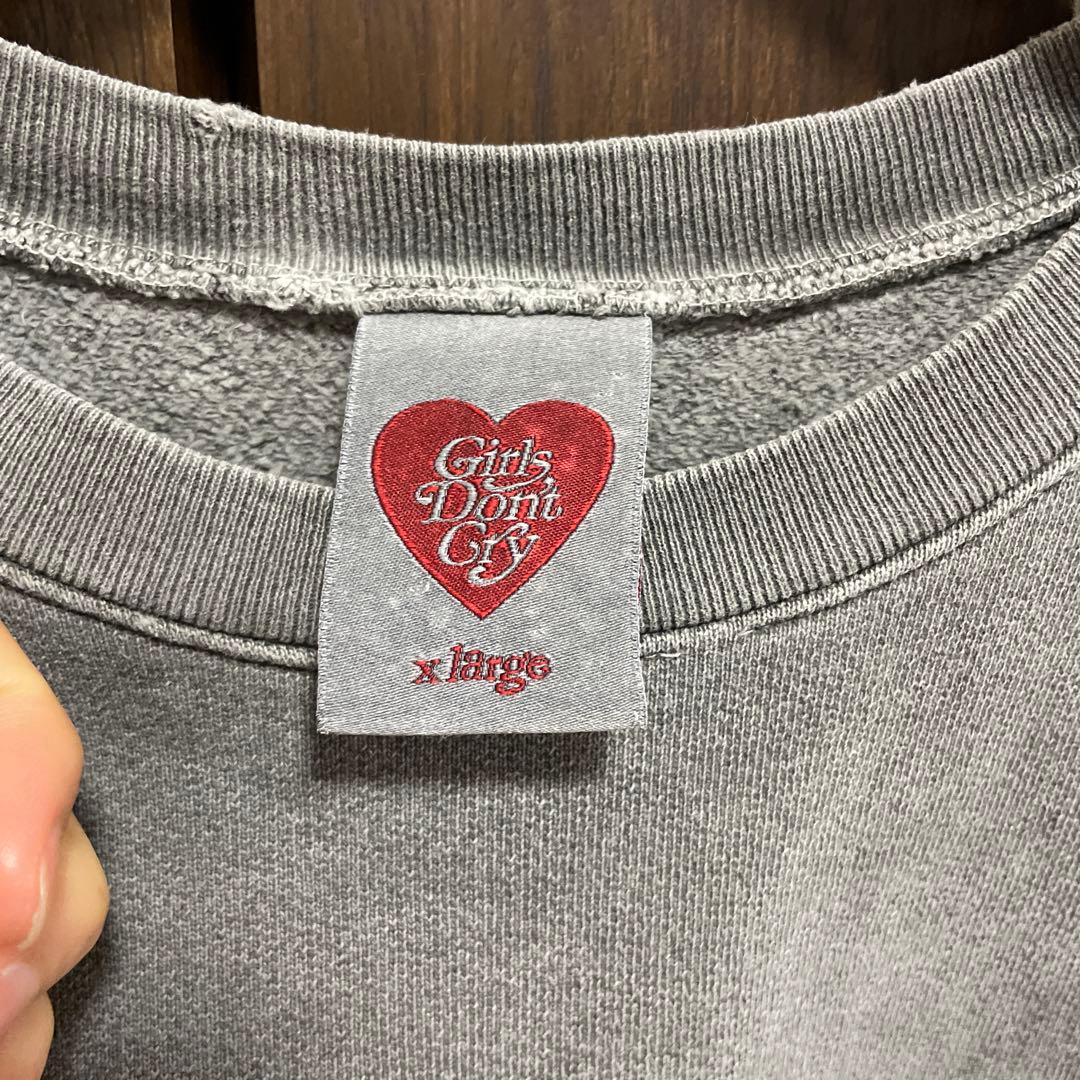 Girls
Don't
Cry
x large